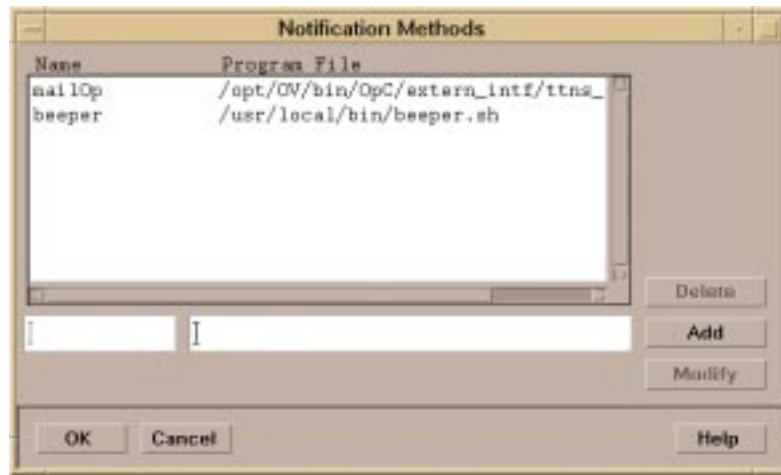 Notification Methods
Name Program File
mailOp /opt/OV/bin/OpC/extern_intf/ttns_
beeper /usr/local/bin/beeper.sh
Delete
Add
Modify
OK Cancel Help